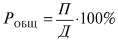 Р_ОБЩ = П/Д · 100%